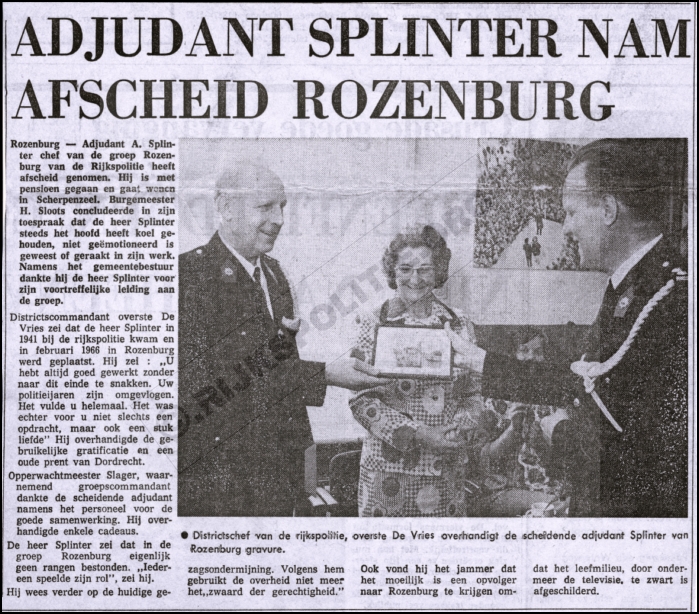 ADJUDANT SPLINTER NAM
AFSCHEID ROZENBURG
Rozenburg — Adjudant A. Splin-
ter chef van de groep Rozen-
burg van de Rijkspolitie heeft
afscheid genomen. Hij is met
pensioen gegaan en gaat wonen
in Scherpenzeel. Burgemeester
H. Sloots concludeerde in zijn
toespraak dat de heer Splinter
steeds het hoofd heeft koel ge-
houden, niet geëmotioneerd is
geweest of geraakt in zijn werk.
Namens het gemeentebestuur
dankte hij de heer Splinter voor
zijn voortreffelijke leiding aan
de groep.
Districtscommandant overste De
Vries zei dat de heer Splinter in
1941 bij de rijkspolitie kwam en
in februari 1966 in Rozenburg
werd geplaatst. Hij zei : „U
hebt altijd goed gewerkt zonder
naar dit einde te snakken. Uw
politiejaren zijn omgevlogen.
Het vulde u helemaal. Het was
echter voor u niet slechts een
opdracht, maar ook een stuk
liefde" Hij overhandigde de ge-
bruikelijke gratificatie en een
oude prent van Dordrecht.
Opperwachtmeester Slager, waar-
nemend groepscommandant
dankte de scheidende adjudant
namens het personeel voor de
goede samenwerking. Hij over-
handigde enkele cadeaus.
De heer Splinter zei dat in de
groep Rozenburg eigenlijk
geen rangen bestonden. „Ieder-
een speelde zijn rol", zei hij.
Hij wees verder op de huidige ge-
● Districtschef van de rijkspolitie, overste De Vries overhandigt de scheidende adjudant Splinter van
Rozenburg gravure.
zagsondermijning. Volgens hem
gebruikt de overheid niet meer
het„zwaard der gerechtigheid."
Ook vond hij het jammer dat
het moeilijk is een opvolger
naar Rozenburg te krijgen om-
dat het leefmilieu, door onder-
meer de televisie, te zwart is
afgeschilderd.